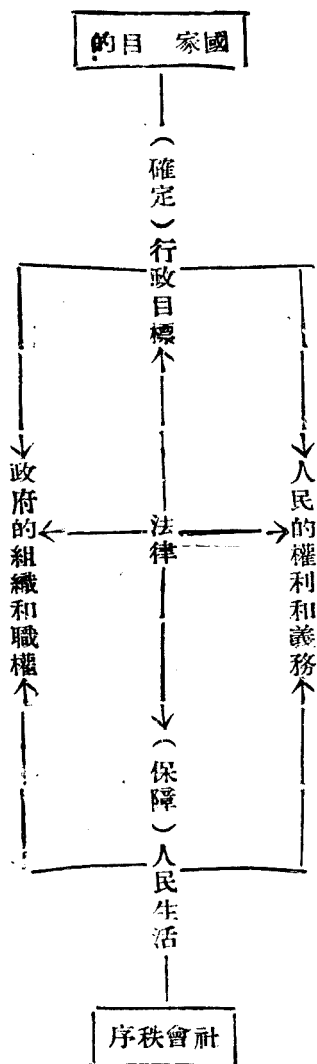 國家 目的
（確定）行政目標
人民的權利和義務
法律
政府的組織和職權
（保障）人民生活
社會秩序